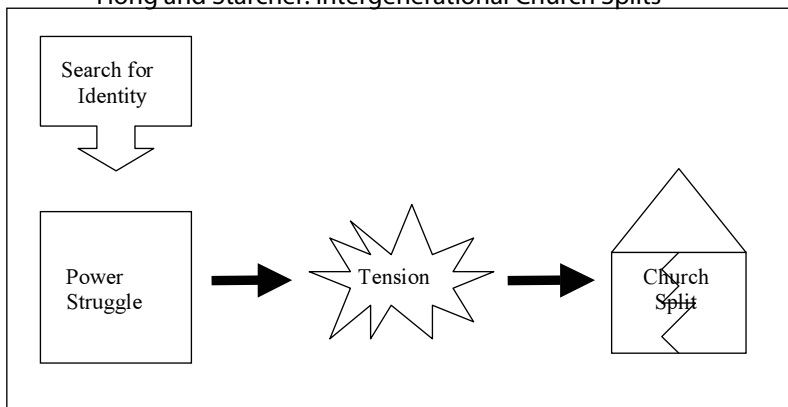 Hong and Starcher: Intergenerational Church Splits
Search for
Identity
Power
Struggle
Tension
Church
Split